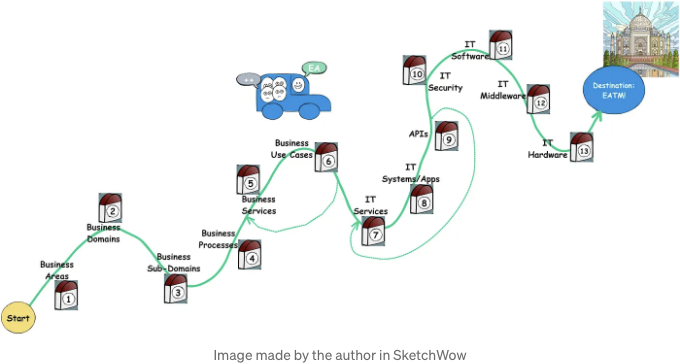 EA
IT
Software
11
10
IT
Security
Destination:
EATMI
IT
Middleware
12
APIs
9
IT
Hardware
13
Business
Use Cases
6
IT
Systems/Apps
8
5
Business
Services
IT
Services
7
2
Business
Domains
Business
Processes
4
Business
Sub-Domains
3
Business
Areas
1
Start
Image made by the author in SketchWow